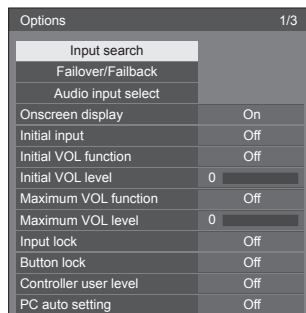 Options 1/3
Input search
Failover/Failback
Audio input select
Onscreen display On
Initial input Off
Initial VOL function Off
Initial VOL level 0
Maximum VOL function Off
Maximum VOL level 0
Input lock Off
Button lock Off
Controller user level Off
PC auto setting Off